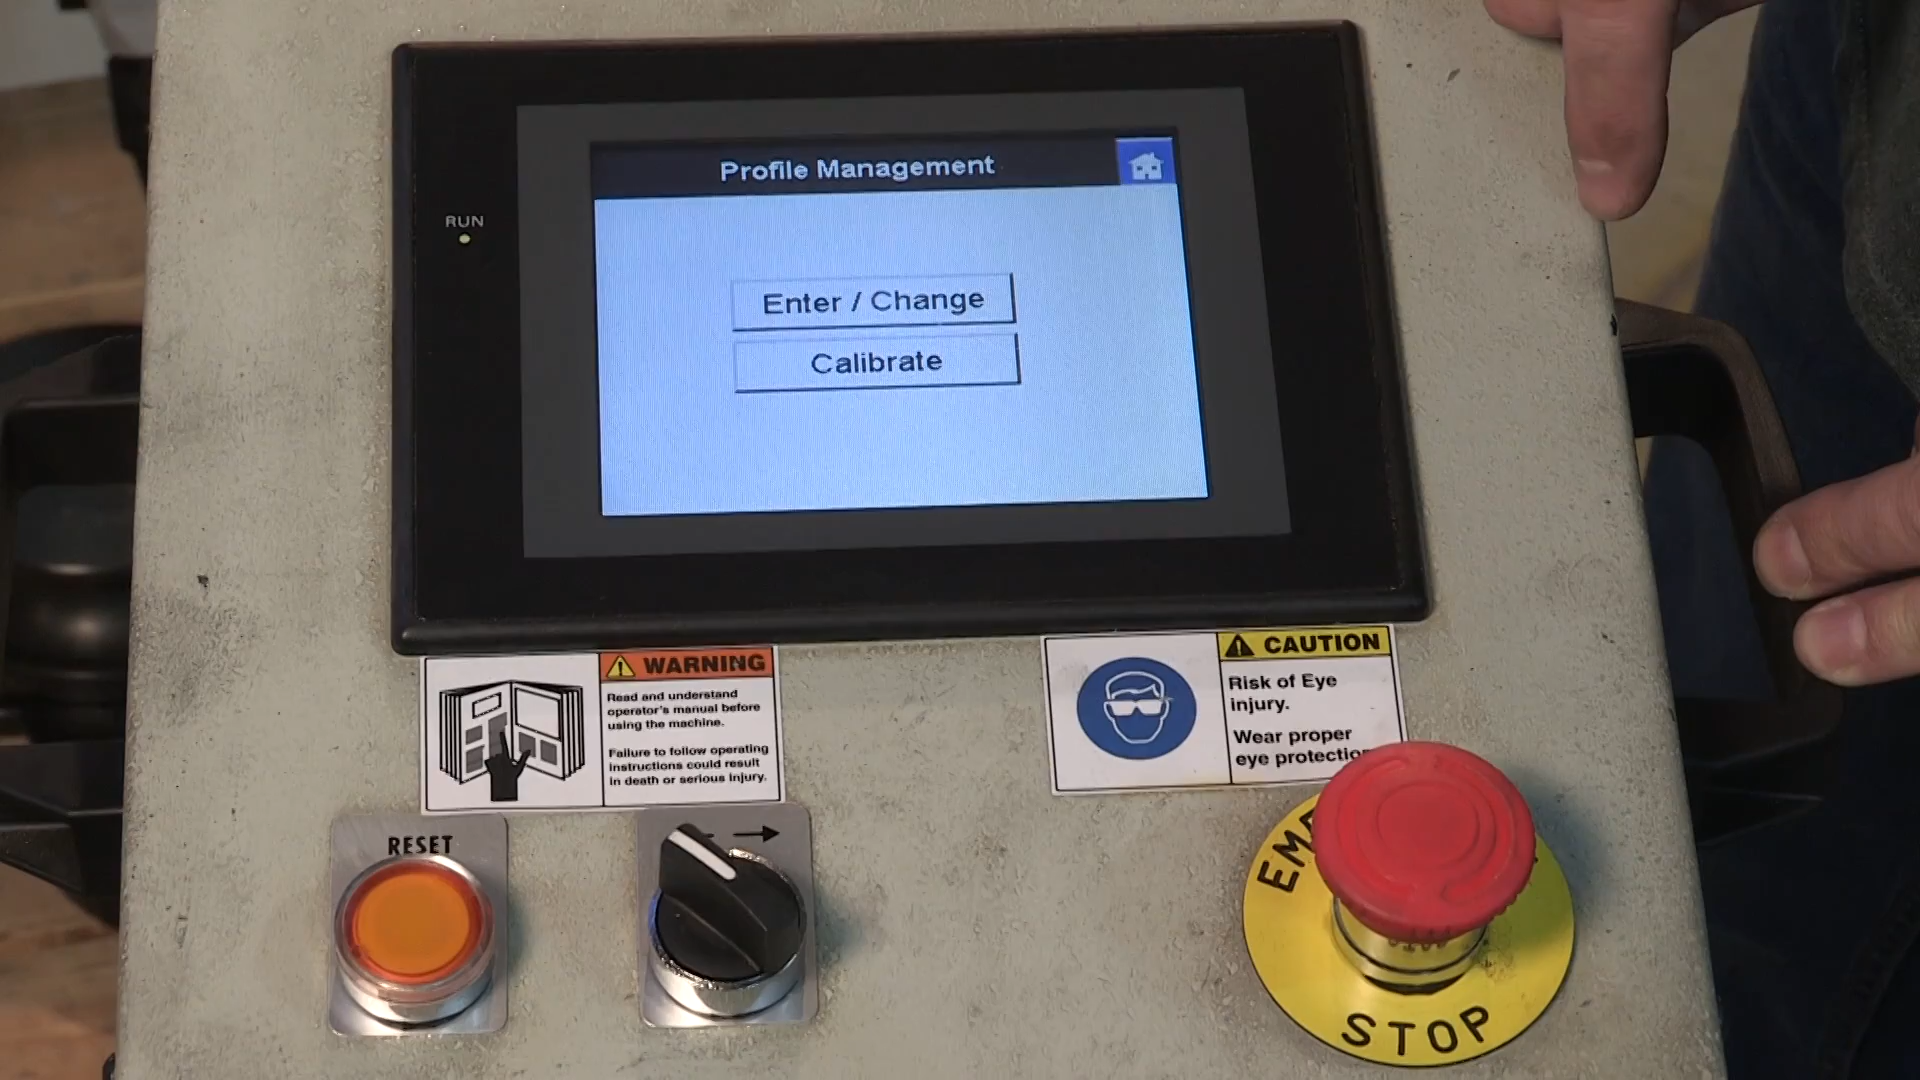 Profile Management
RUN
Enter / Change
Calibrate
WARNING
Read and understand
operator's manual before
using the machine.
Failure to follow operating
instructions could result
in death or serious injury.
CAUTION
Risk of Eye
injury.
Wear proper
eye protectio
RESET
EME
STOP